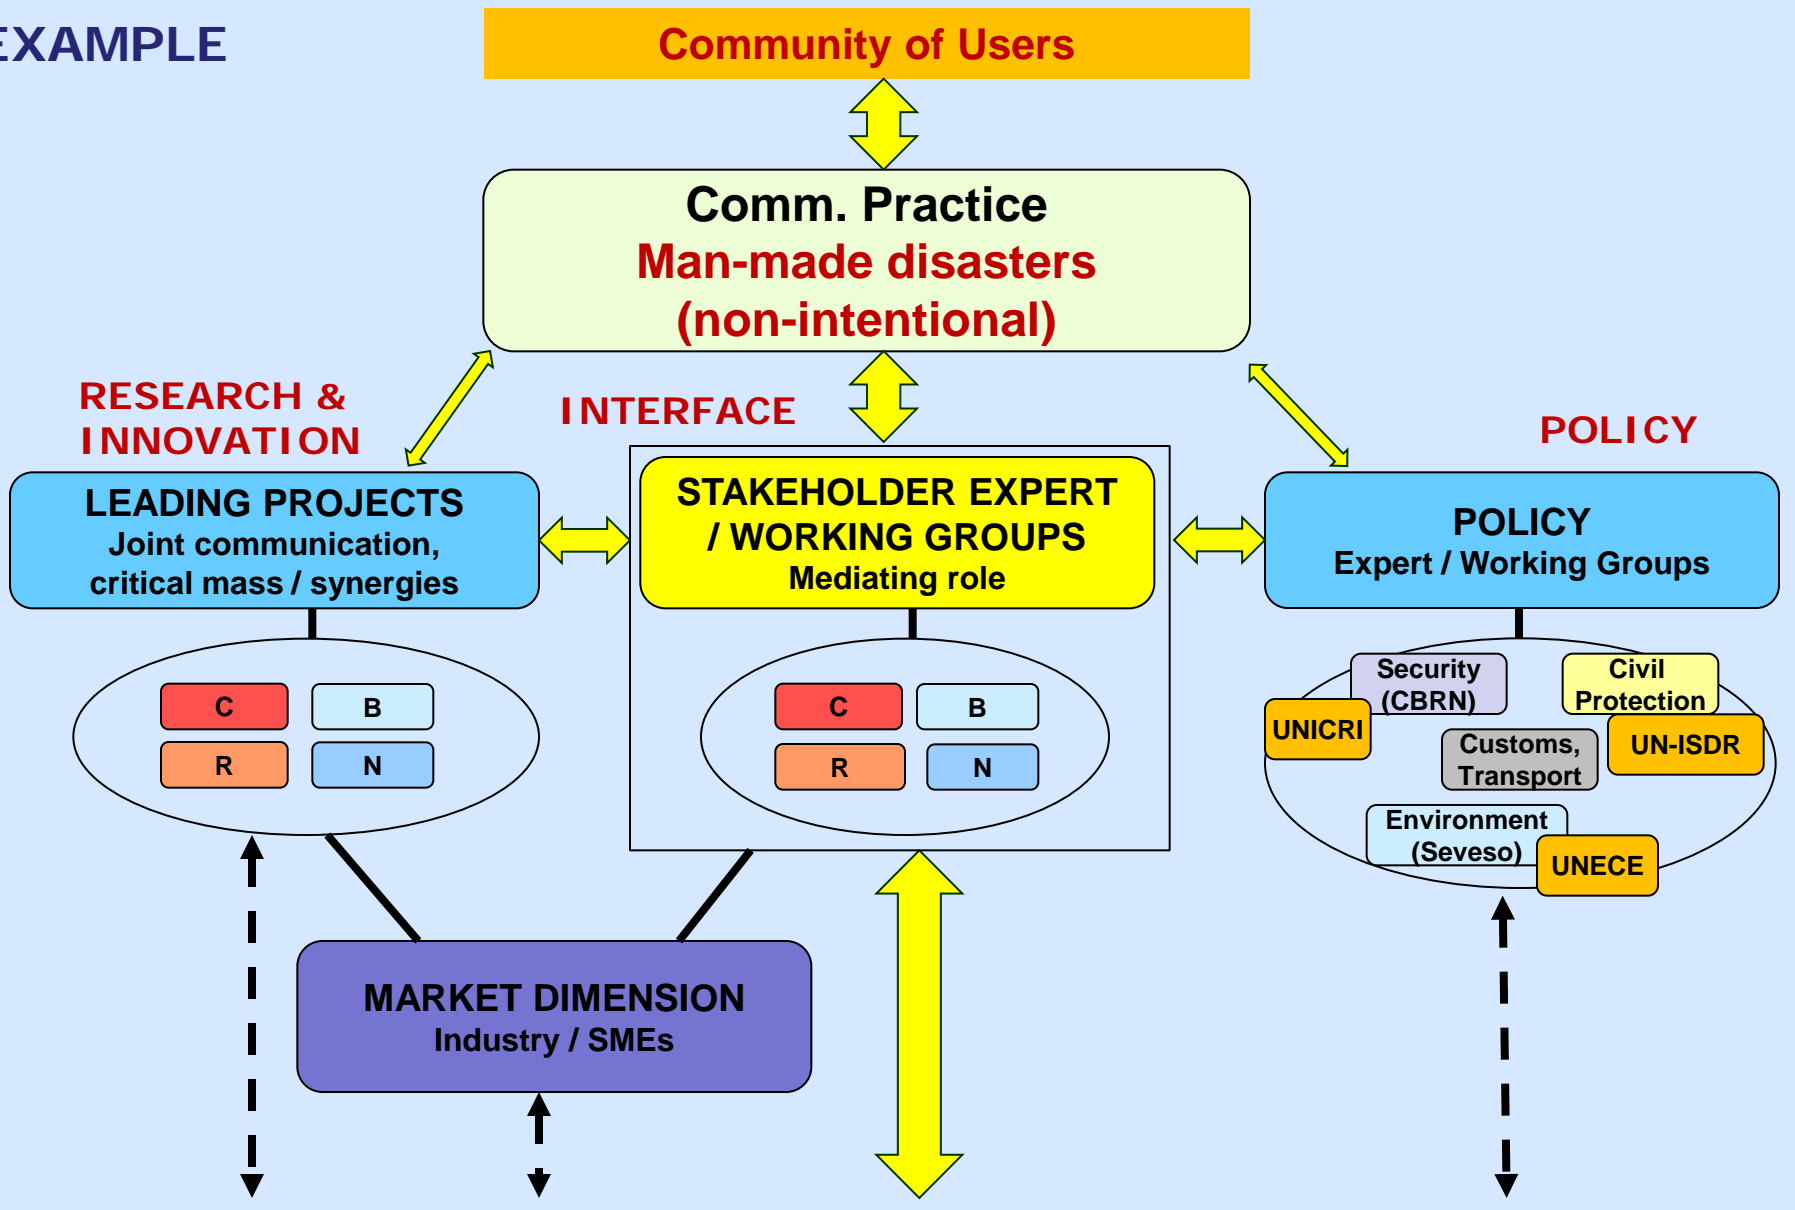 EXAMPLE
Community of Users
Comm. Practice
Man-made disasters
(non-intentional)
RESEARCH &
INNOVATION
INTERFACE
POLICY
LEADING PROJECTS
Joint communication,
critical mass / synergies
STAKEHOLDER EXPERT
/ WORKING GROUPS
Mediating role
POLICY
Expert / Working Groups
C
B
R
N
C
B
R
N
Security
(CBRN)
Civil
Protection
UNICRI
Customs,
Transport
UN-ISDR
Environment
(Seveso)
UNECE
MARKET DIMENSION
Industry / SMEs